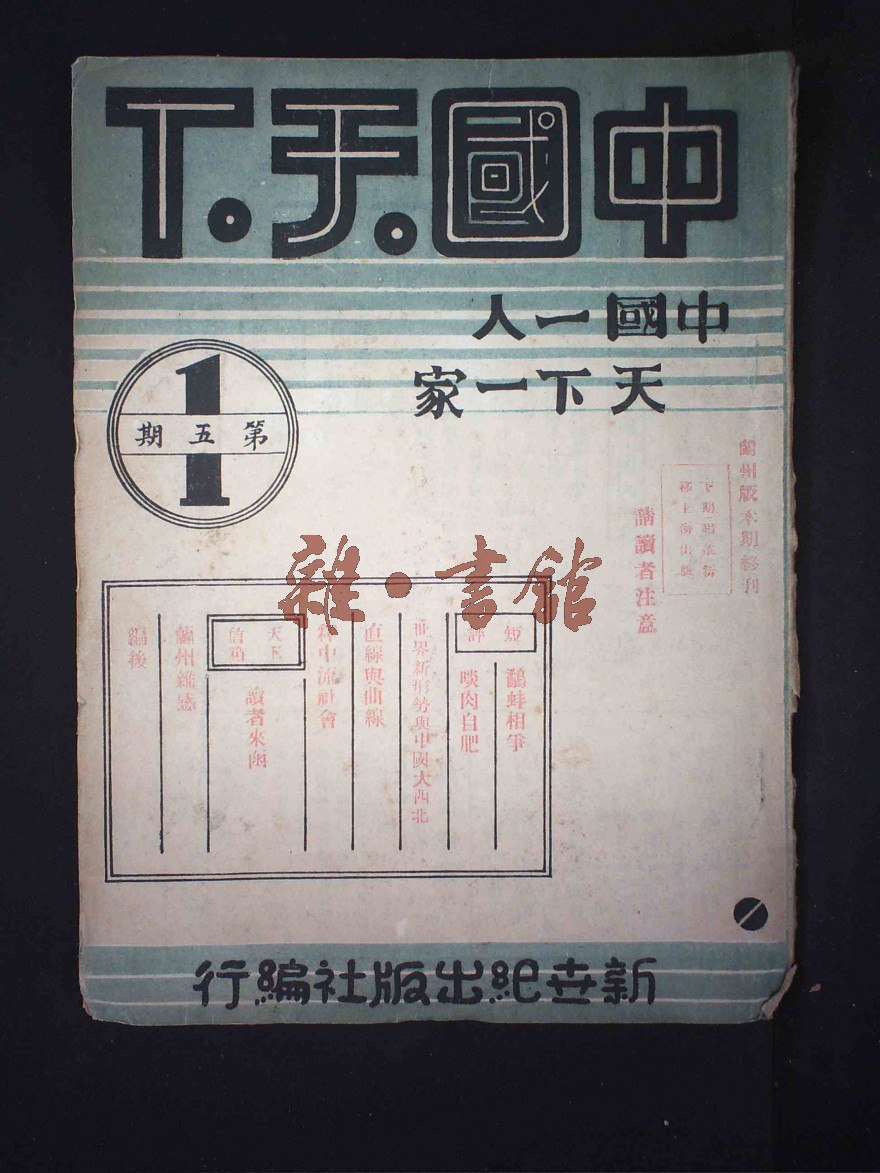 中國天下
中國一人
天下一家
第五期
1
蘭州版本期終刊
下期起革新
移上海出版
請讀者注意
雜·書館
短評
鷸蚌相爭
啖肉自肥
世界新形勢與中國大西北
直線與曲線
中流社會
天下信箱
讀者來函
蘭州雜感
編後
新世紀出版社編行